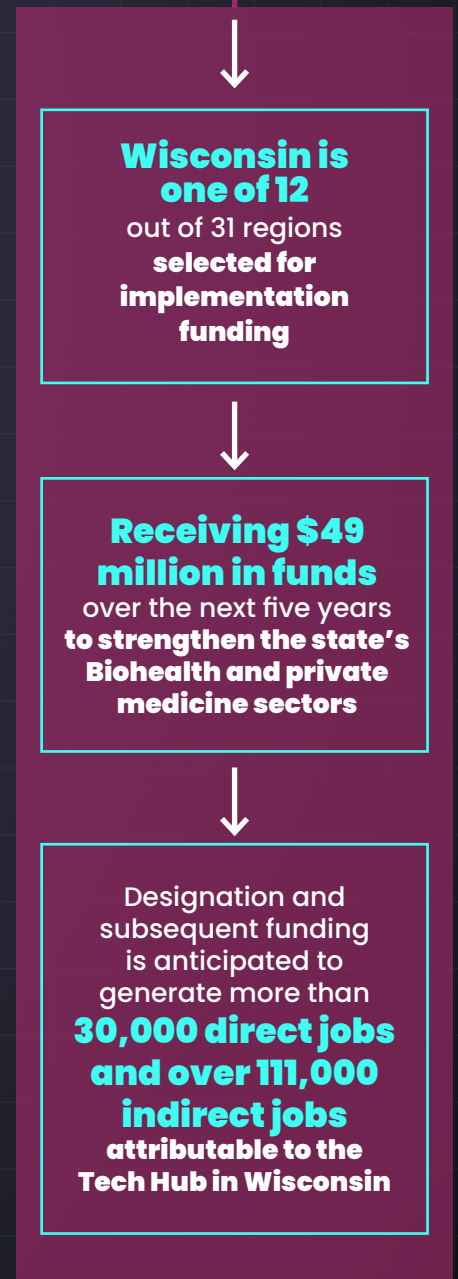 Wisconsin is
one of 12
out of 31 regions
selected for
implementation
funding
Receiving $49
million in funds
over the next five years
to strengthen the state's
Biohealth and private
medicine sectors
Designation and
subsequent funding
is anticipated to
generate more than
30,000 direct jobs
and over 111,000
indirect jobs
attributable to the
Tech Hub in Wisconsin